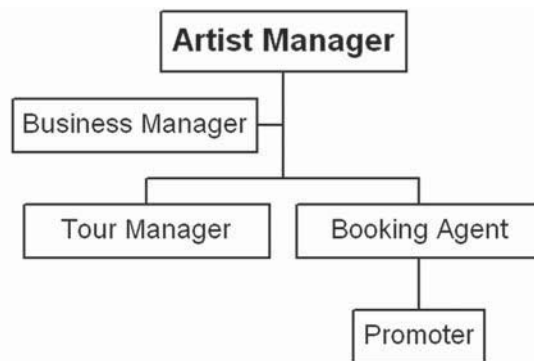 Artist Manager
Business Manager
Tour Manager
Booking Agent
Promoter